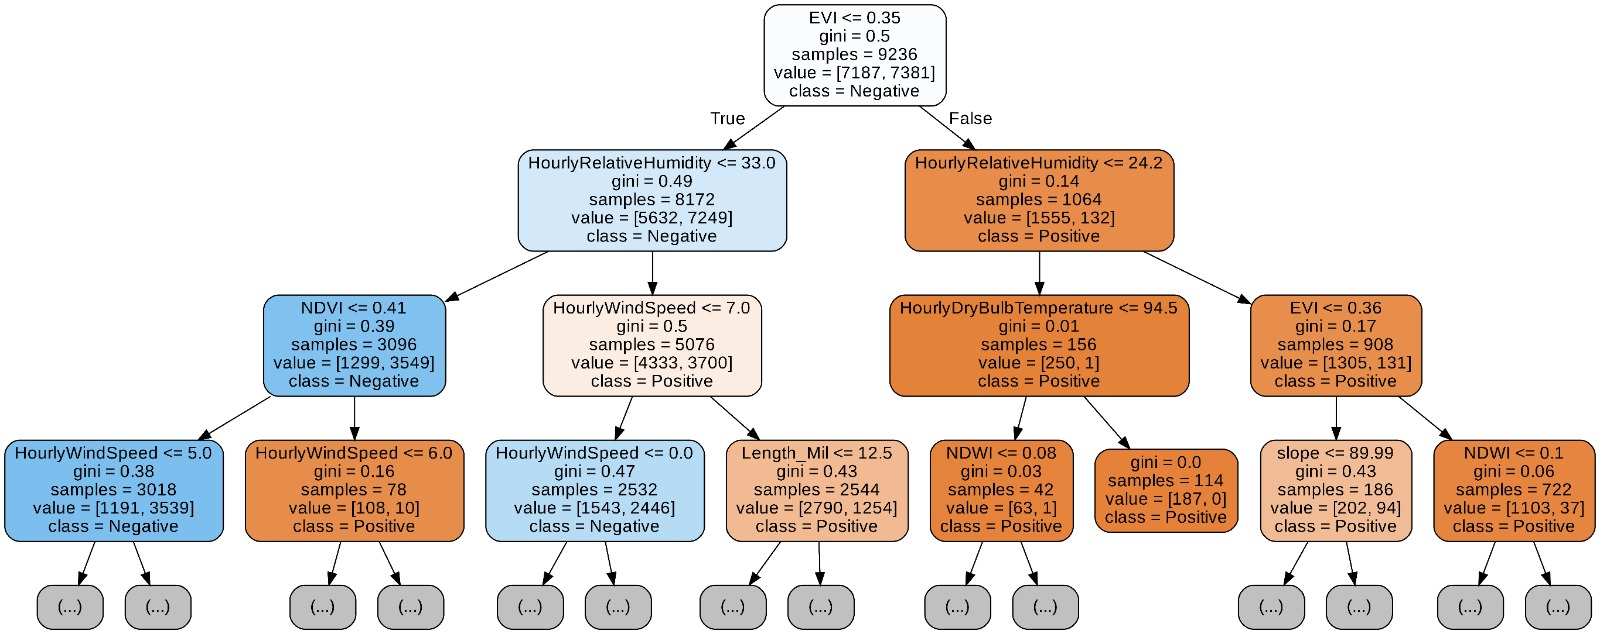 EVI <= 0.35
gini = 0.5
samples = 9236
value = [7187, 7381]
class = Negative
True
False
HourlyRelativeHumidity <= 33.0
gini = 0.49
samples = 8172
value = [5632, 7249]
class = Negative
HourlyRelativeHumidity <= 24.2
gini = 0.14
samples = 1064
value = [1555, 132]
class = Positive
NDVI <= 0.41
gini = 0.39
samples = 3096
value = [1299, 3549]
class = Negative
HourlyWindSpeed <= 7.0
gini = 0.5
samples = 5076
value = [4333, 3700]
class = Positive
HourlyDryBulbTemperature <= 94.5
gini = 0.01
samples = 156
value = [250, 1]
class = Positive
EVI <= 0.36
gini = 0.17
samples = 908
value = [1305, 131]
class = Positive
HourlyWindSpeed <= 5.0
gini = 0.38
samples = 3018
value = [1191, 3539]
class = Negative
HourlyWindSpeed <= 6.0
gini = 0.16
samples = 78
value = [108, 10]
class = Positive
HourlyWindSpeed <= 0.0
gini = 0.47
samples = 2532
value = [1543, 2446]
class = Negative
Length_Mil <= 12.5
gini = 0.43
samples = 2544
value = [2790, 1254]
class = Positive
NDWI <= 0.08
gini = 0.03
samples = 42
value = [63, 1]
class = Positive
gini = 0.0
samples = 114
value = [187, 0]
class = Positive
slope <= 89.99
gini = 0.43
samples = 186
value = [202, 94]
class = Positive
NDWI <= 0.1
gini = 0.06
samples = 722
value = [1103, 37]
class = Positive
(...)
(...)
(...)
(...)
(...)
(...)
(...)
(...)
(...)
(...)
(...)
(...)
(...)
(...)